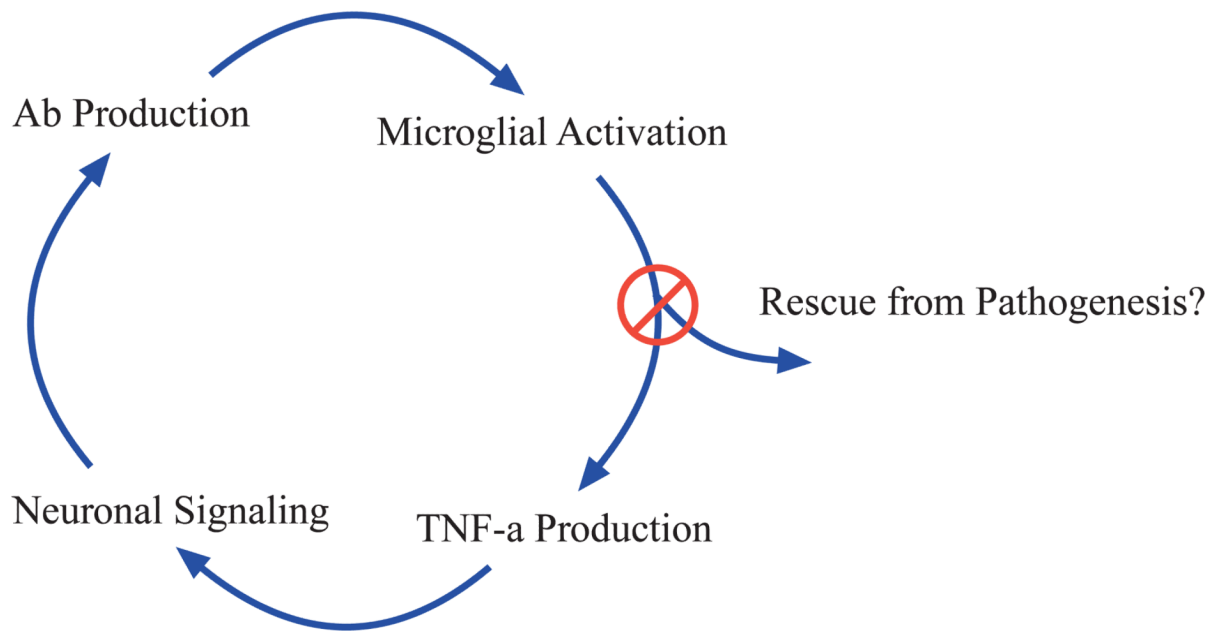 Ab Production
Microglial Activation
Rescue from Pathogenesis?
Neuronal Signaling
TNF-a Production